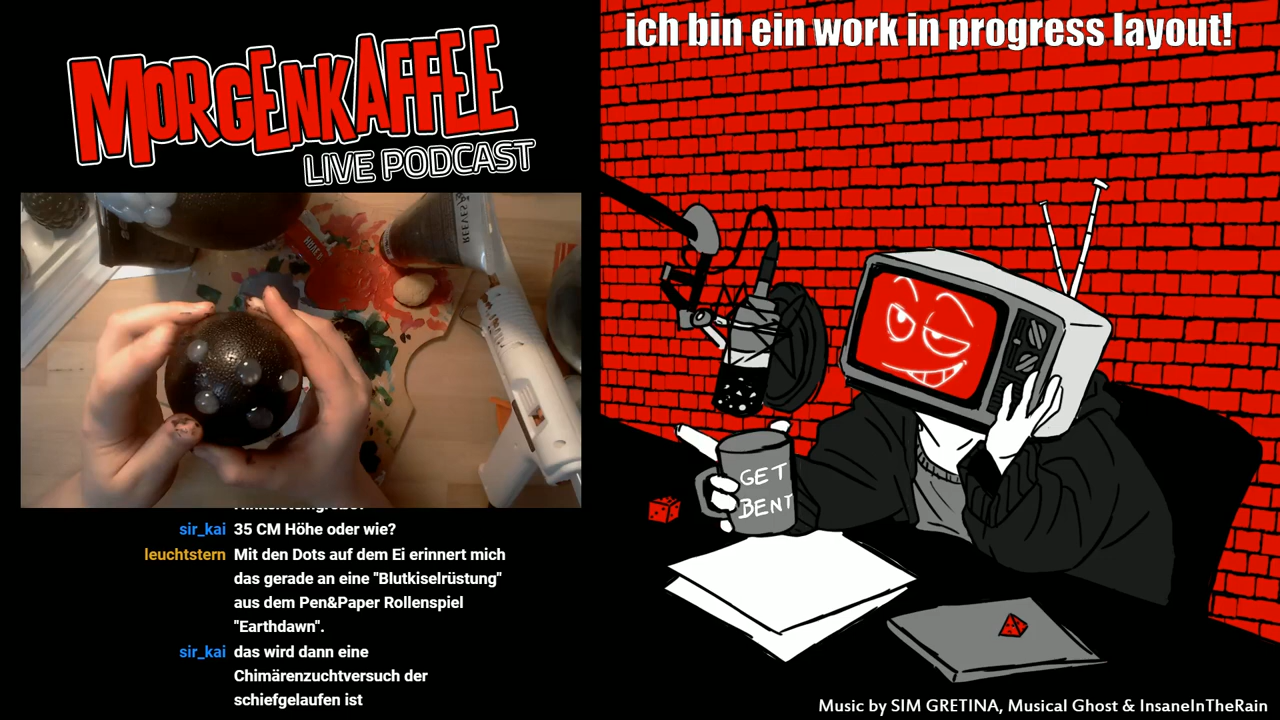 ich bin ein work in progress layout!
MORGENKAFFEE
LIVE PODCAST
REEVES
sir_kai 35 CM Höhe oder wie?
leuchtstern Mit den Dots auf dem Ei erinnert mich
das gerade an eine "Blutkiselrüstung"
aus dem Pen&Paper Rollenspiel
"Earthdawn".
sir_kai das wird dann eine
Chimärenzuchtversuch der
schiefgelaufen ist
GET
BENT
Music by SIM GRETINA, Musical Ghost & InsaneInTheRain